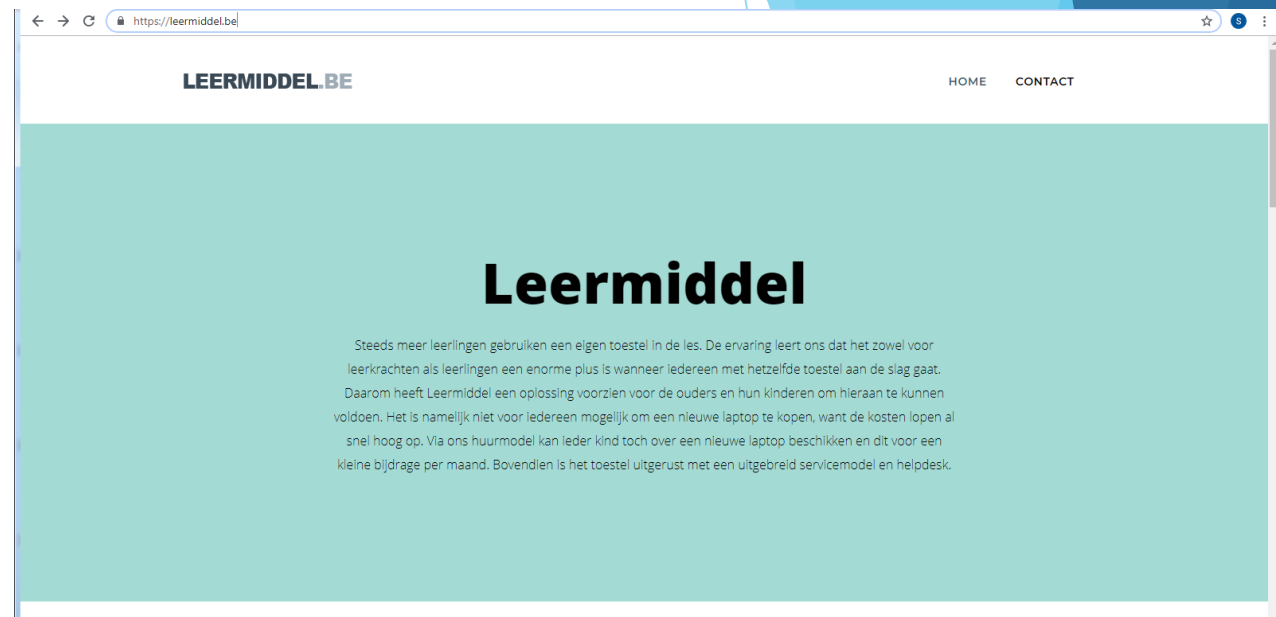 https://leermiddel.be
S
LEERMIDDEL.BE
HOME CONTACT
Leermiddel
Steeds meer leerlingen gebruiken een eigen toestel in de les. De ervaring leert ons dat het zowel voor
leerkrachten als leerlingen een enorme plus is wanneer iedereen met hetzelfde toestel aan de slag gaat.
Daarom heeft Leermiddel een oplossing voorzien voor de ouders en hun kinderen om hieraan te kunnen
voldoen. Het is namelijk niet voor iedereen mogelijk om een nieuwe laptop te kopen, want de kosten lopen al
snel hoog op. Via ons huurmodel kan ieder kind toch over een nieuwe laptop beschikken en dit voor een
kleine bijdrage per maand. Bovendien is het toestel uitgerust met een uitgebreid servicemodel en helpdesk.